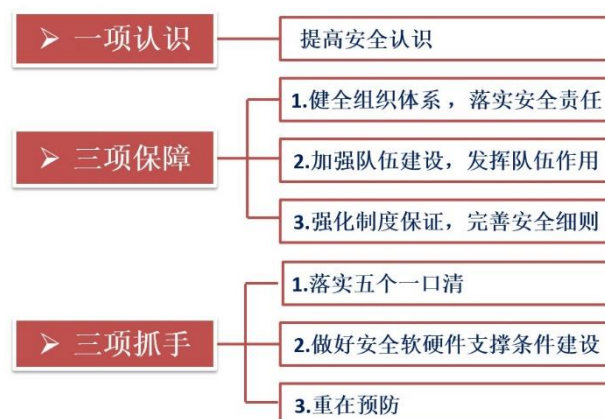 ➢ 一项认识
提高安全认识
➢ 三项保障
1.健全组织体系，落实安全责任
2.加强队伍建设，发挥队伍作用
3.强化制度保证，完善安全细则
➢ 三项抓手
1.落实五个一口清
2.做好安全软硬件支撑条件建设
3.重在预防